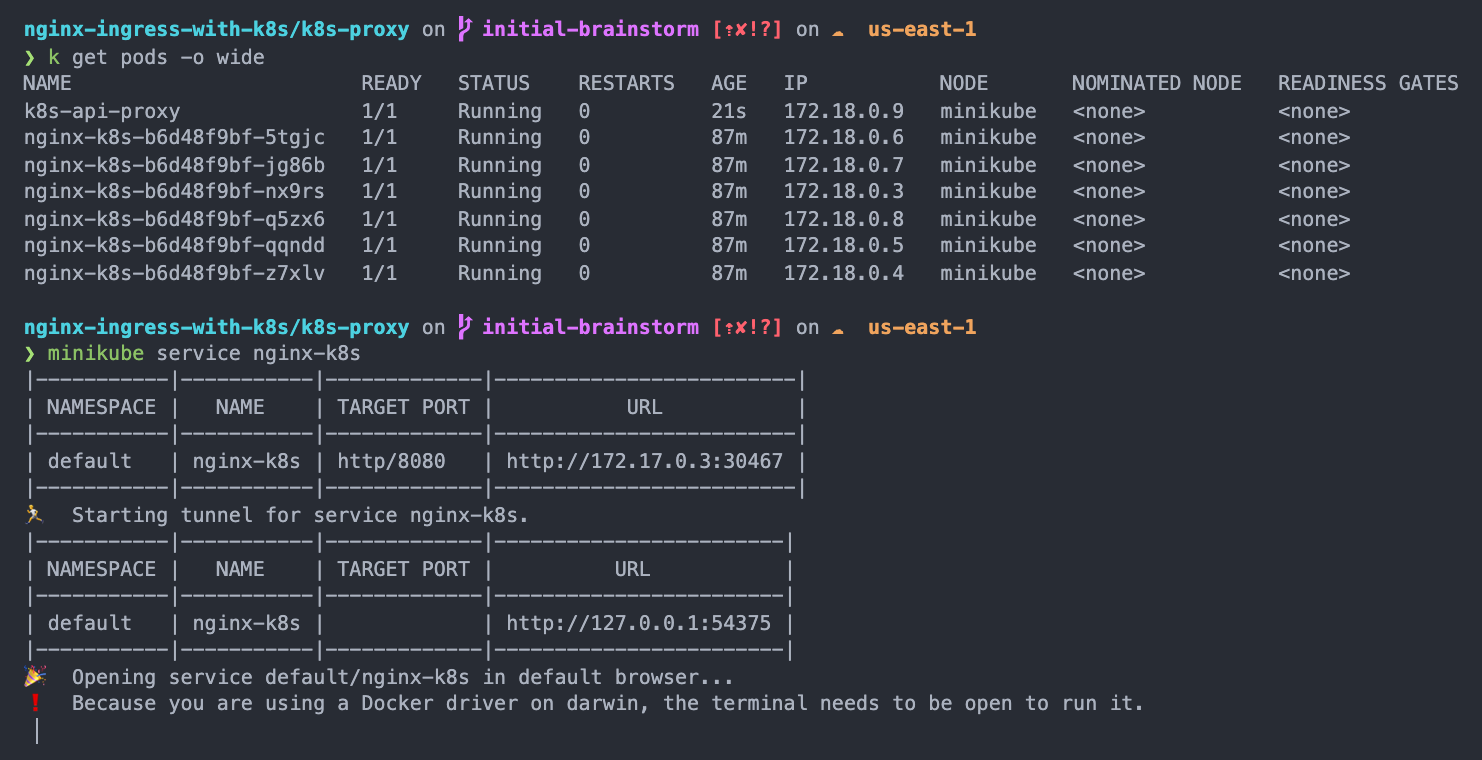 nginx-ingress-with-k8s/k8s-proxy on initial-brainstorm [⇡✘!?] on ☁ us-east-1
❯ k get pods -o wide
NAME READY STATUS RESTARTS AGE IP NODE NOMINATED NODE READINESS GATES
k8s-api-proxy 1/1 Running 0 21s 172.18.0.9 minikube <none> <none>
nginx-k8s-b6d48f9bf-5tgjc 1/1 Running 0 87m 172.18.0.6 minikube <none> <none>
nginx-k8s-b6d48f9bf-jg86b 1/1 Running 0 87m 172.18.0.7 minikube <none> <none>
nginx-k8s-b6d48f9bf-nx9rs 1/1 Running 0 87m 172.18.0.3 minikube <none> <none>
nginx-k8s-b6d48f9bf-q5zx6 1/1 Running 0 87m 172.18.0.8 minikube <none> <none>
nginx-k8s-b6d48f9bf-qqndd 1/1 Running 0 87m 172.18.0.5 minikube <none> <none>
nginx-k8s-b6d48f9bf-z7xlv 1/1 Running 0 87m 172.18.0.4 minikube <none> <none>
nginx-ingress-with-k8s/k8s-proxy on initial-brainstorm [⇡✘!?] on ☁ us-east-1
❯ minikube service nginx-k8s
|-----------|-----------|-------------|-------------------------|
| NAMESPACE | NAME | TARGET PORT | URL |
|-----------|-----------|-------------|-------------------------|
| default | nginx-k8s | http/8080 | http://172.17.0.3:30467 |
|-----------|-----------|-------------|-------------------------|
🏃 Starting tunnel for service nginx-k8s.
|-----------|-----------|-------------|------------------------|
| NAMESPACE | NAME | TARGET PORT | URL |
|-----------|-----------|-------------|------------------------|
| default | nginx-k8s | | http://127.0.0.1:54375 |
|-----------|-----------|-------------|------------------------|
🎉 Opening service default/nginx-k8s in default browser...
❗ Because you are using a Docker driver on darwin, the terminal needs to be open to run it.